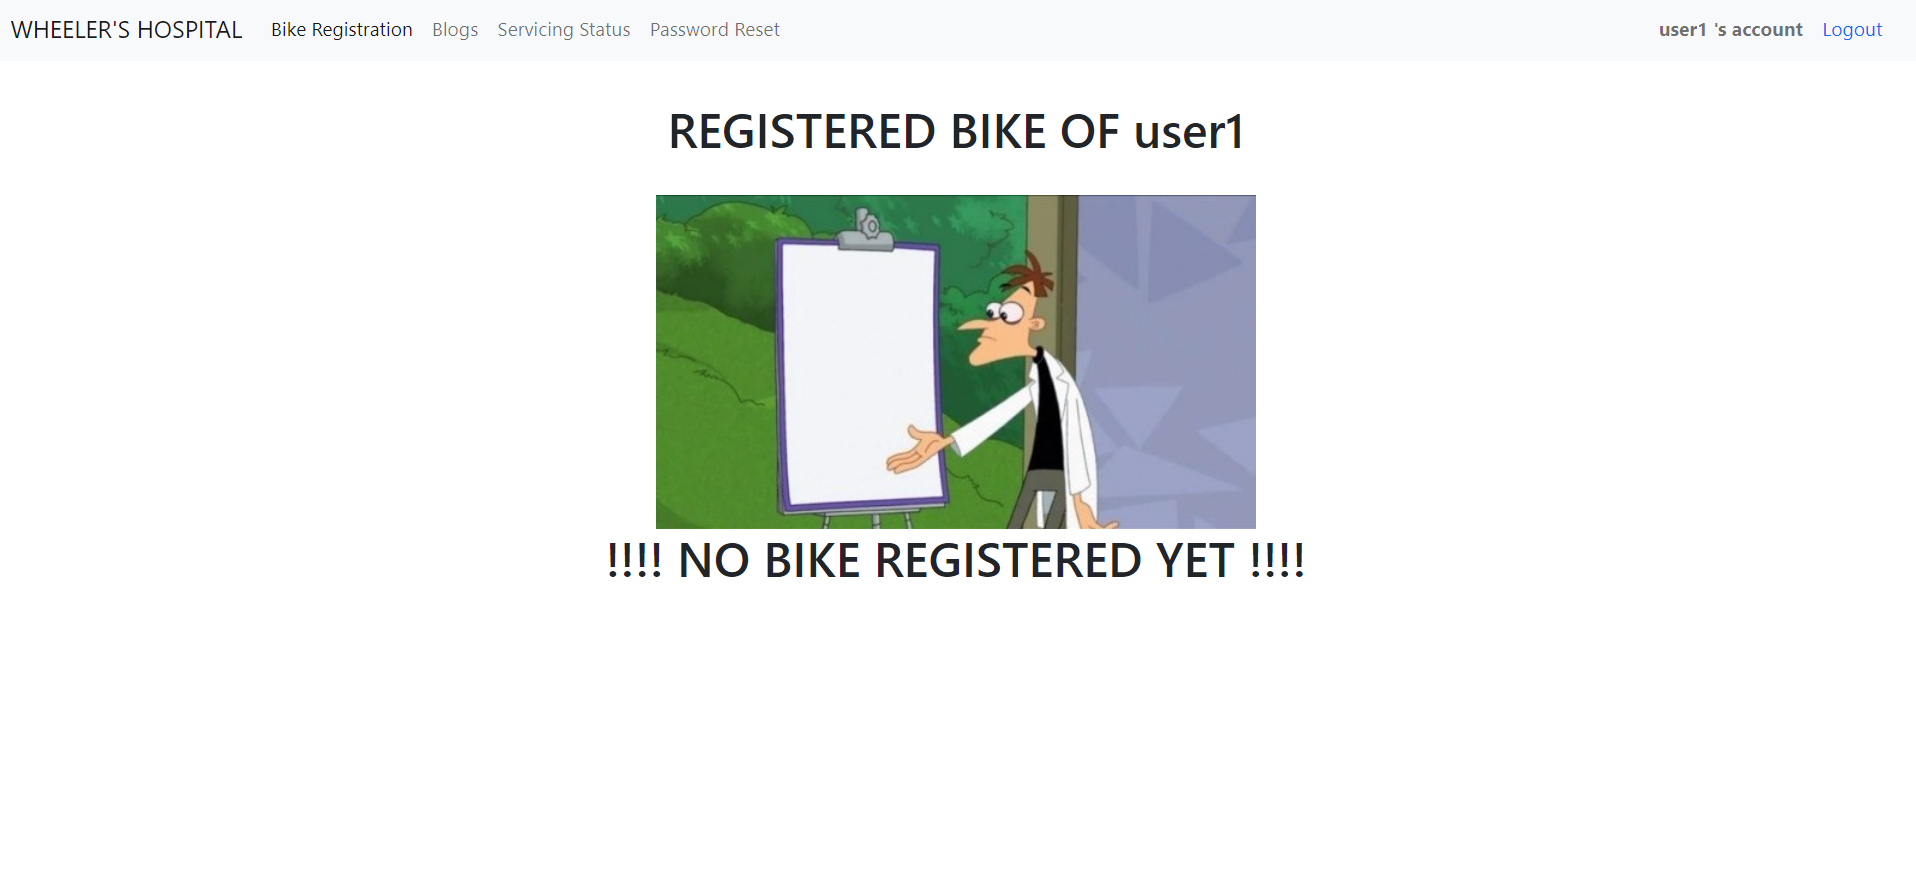 WHEELER'S HOSPITAL Bike Registration Blogs Servicing Status Password Reset user1 's account Logout
REGISTERED BIKE OF user1
!!!! NO BIKE REGISTERED YET !!!!